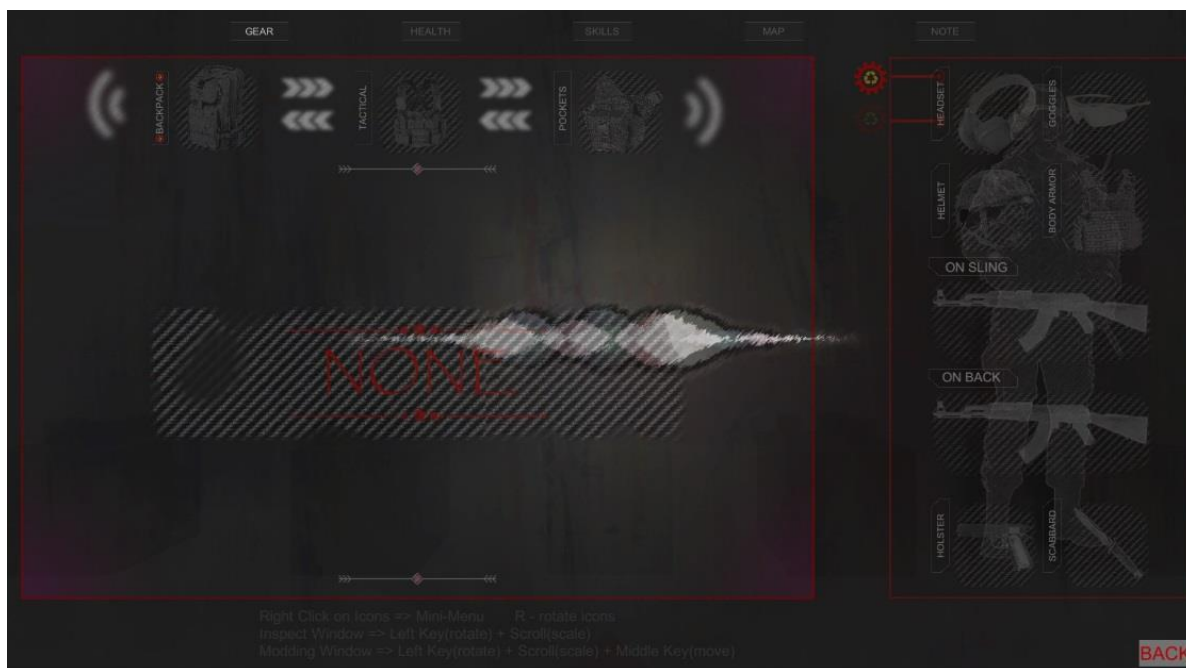 GEAR
HEALTH
SKILLS
MAP
NOTE
BACKPACK
TACTICAL
POCKETS
HEADSET
GOGGLES
HELMET
BODY ARMOR
ON SLING
ON BACK
NONE
HOLSTER
SCABBARD
Right Click on Icons => Mini-Menu R - rotate icons
Inspect Window => Left Key(rotate) + Scroll(scale)
Modding Window => Left Key(rotate) + Scroll(scale) + Middle Key(move)
BACK